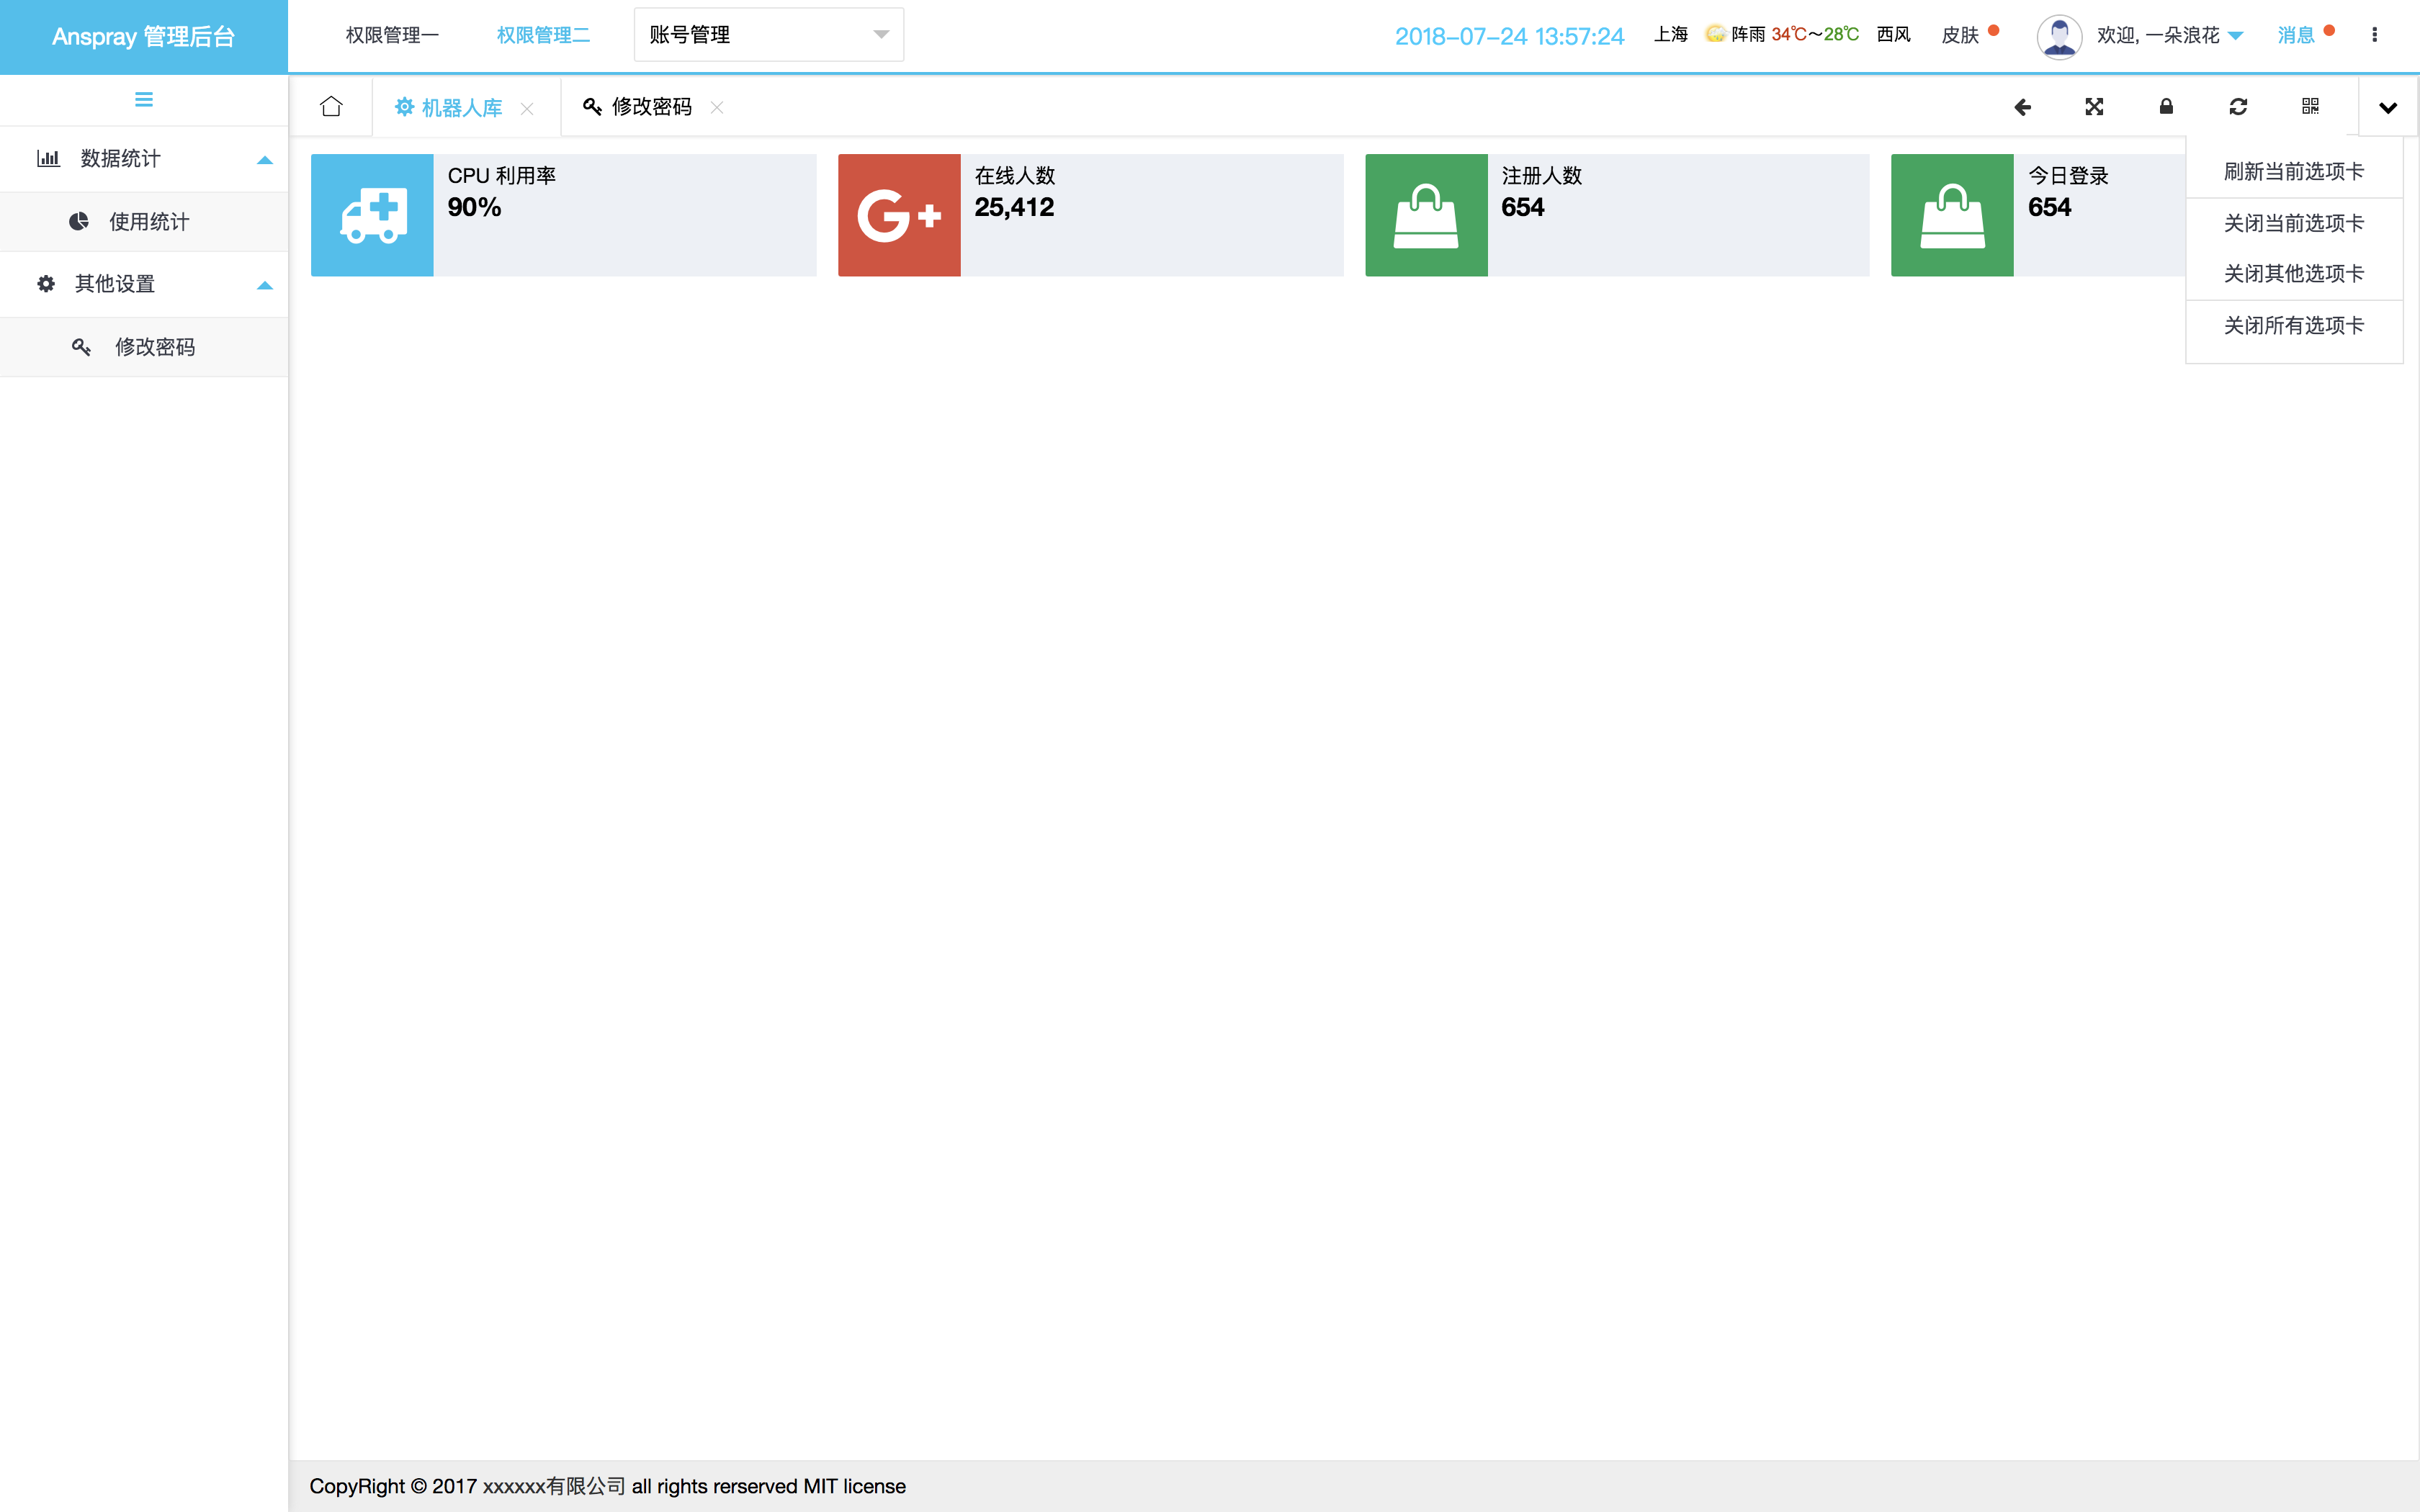 Anspray 管理后台
权限管理一
权限管理二
账号管理
2018-07-24 13:57:24
上海 阵雨 34℃~28℃ 西风
皮肤
欢迎, 一朵浪花
消息
机器人库
修改密码
数据统计
使用统计
其他设置
修改密码
CPU 利用率
90%
在线人数
25,412
注册人数
654
今日登录
654
刷新当前选项卡
关闭当前选项卡
关闭其他选项卡
关闭所有选项卡
CopyRight © 2017 xxxxxx有限公司 all rights rerserved MIT license